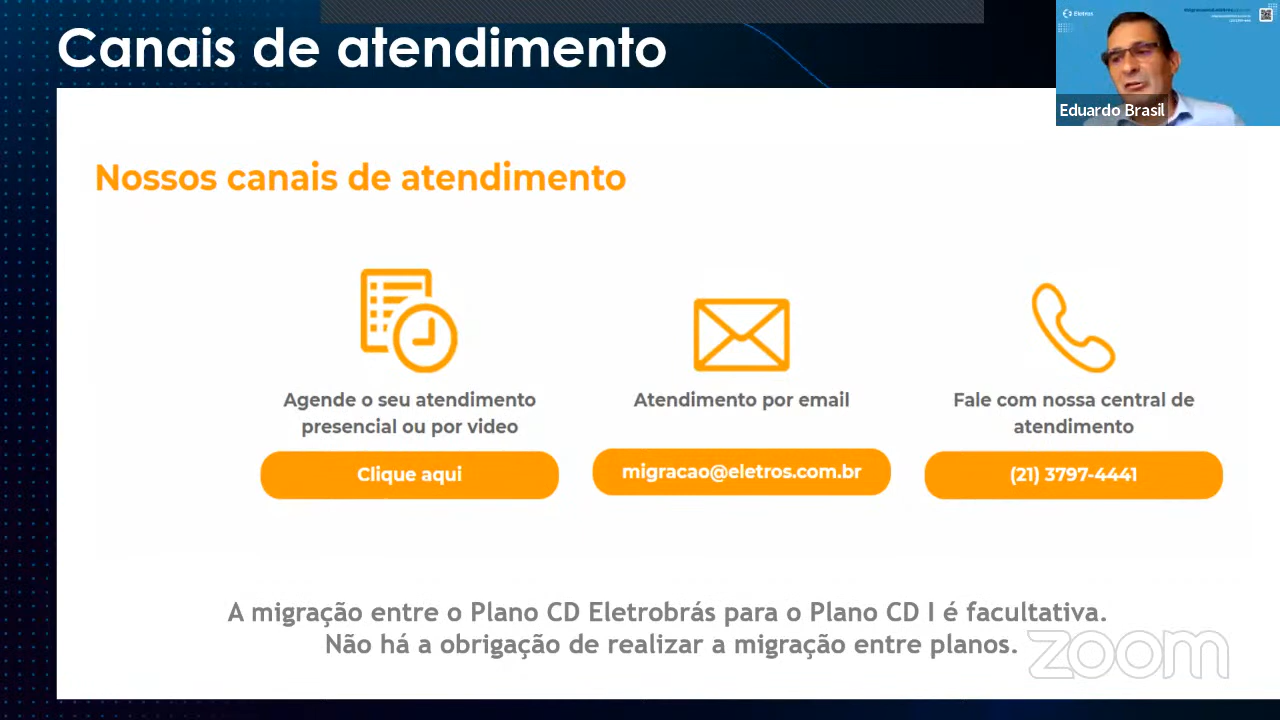 Canais de atendimento
Eletros
Eduardo Brasil
Nossos canais de atendimento
Agende o seu atendimento
presencial ou por video
Clique aqui
Atendimento por email
migracao@eletros.com.br
Fale com nossa central de
atendimento
(21) 3797-4441
A migração entre o Plano CD Eletrobrás para o Plano CD I é facultativa.
Não há a obrigação de realizar a migração entre planos.
zoom